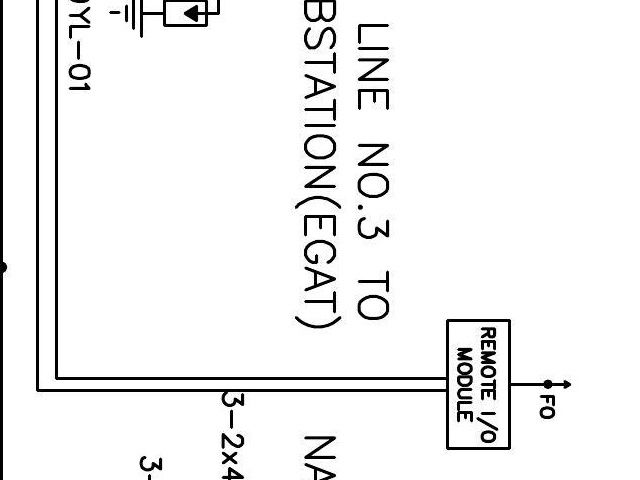 LINE NO.3 TO
BSTATION(EGAT)
YL-01
REMOTE I/O
MODULE
FO
3-2x4
NA
3-